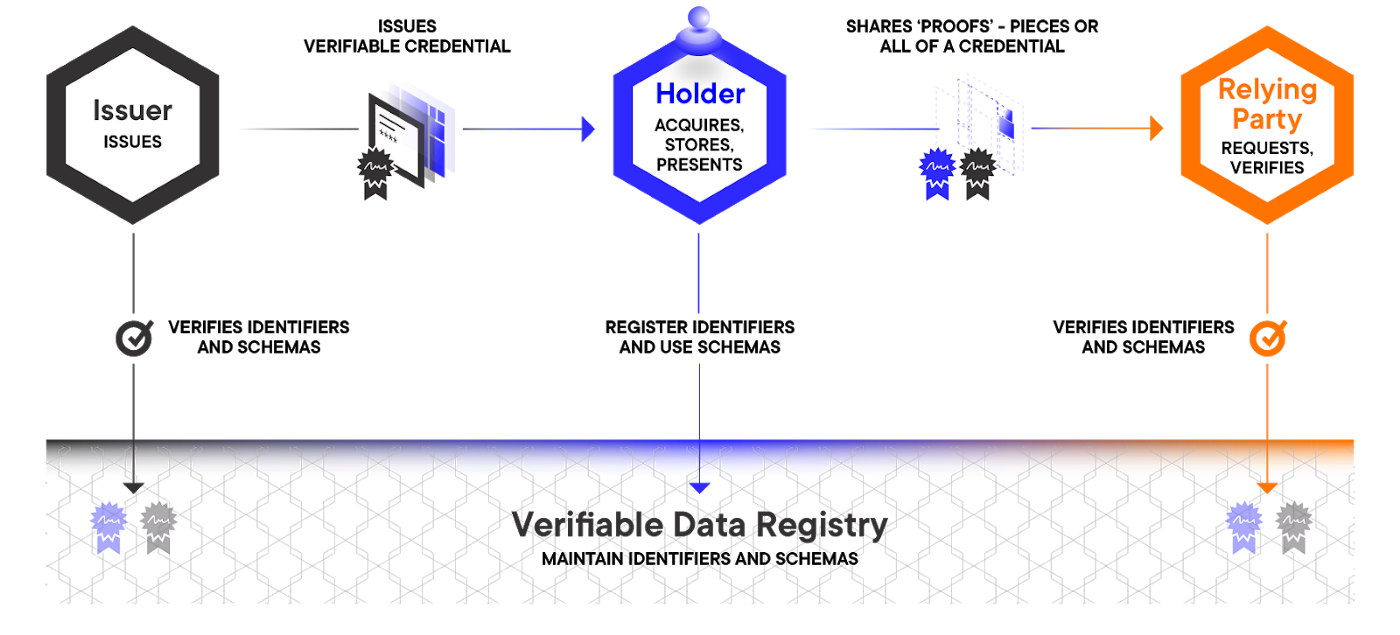 ISSUES
VERIFIABLE CREDENTIAL
SHARES ‘PROOFS’ - PIECES OR
ALL OF A CREDENTIAL
Issuer
ISSUES
Holder
ACQUIRES,
STORES,
PRESENTS
Relying
Party
REQUESTS,
VERIFIES
****
VERIFIES IDENTIFIERS
AND SCHEMAS
REGISTER IDENTIFIERS
AND USE SCHEMAS
VERIFIES IDENTIFIERS
AND SCHEMAS
Verifiable Data Registry
MAINTAIN IDENTIFIERS AND SCHEMAS